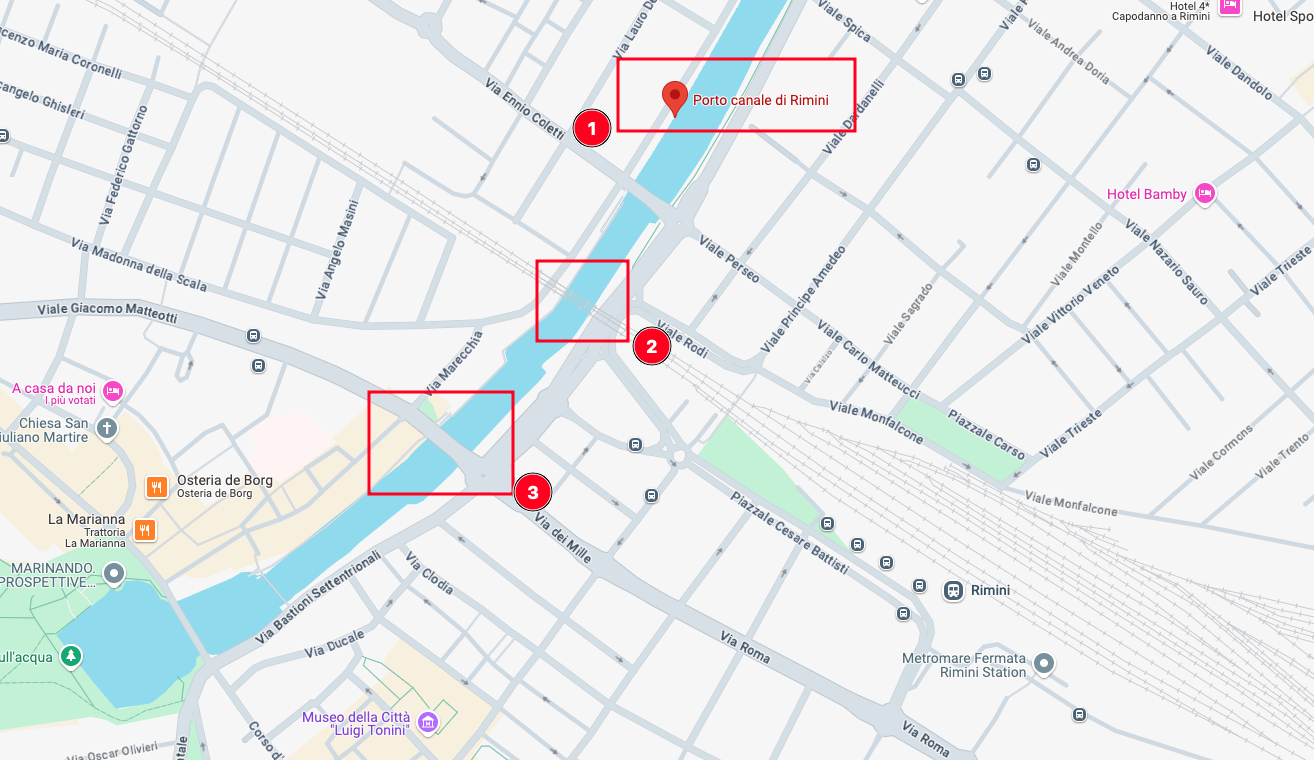 Hotel 4*
Capodanno a Rimini
Hotel Spo
Via Lauro De
Viale Spica
Viale Andrea Doria
Viale Dandolo
cenzo Maria Coronelli
cangelo Ghisleri
Via Federico Gattorno
Via Ennio Coletti
Porto canale di Rimini
Viale Dardanelli
1
Hotel Bamby
Viale Nazario Sauro
Viale Montello
Viale Trieste
Via Angelo Masini
Via Madonna della Scala
Viale Perseo
Viale Principe Amedeo
Viale Sagrado
Viale Vittorio Veneto
Viale Giacomo Matteotti
Viale Rodi
2
Viale Carlo Matteucci
Via Marecchia
A casa da noi
I più votati
Chiesa San
iuliano Martire
Viale Monfalcone
Piazzale Carso
Viale Trieste
Viale Cormons
Viale Trento
Osteria de Borg
Osteria de Borg
3
Viale Monfalcone
La Marianna
Trattoria
La Marianna
Via dei Mille
Piazzale Cesare Battisti
MARINANDO.
PROSPETTIVE...
Via Bastioni Settentrionali
Via Clodia
Rimini
ull'acqua
Via Ducale
Via Roma
Metromare Fermata
Rimini Station
Museo della Città
"Luigi Tonini"
Corso d'
Via Roma
Via Oscar Olivieri
ntale